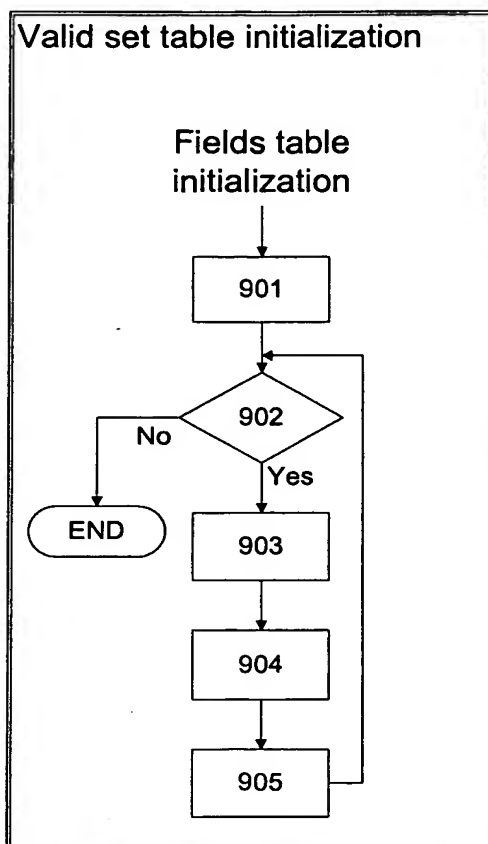 Valid set table initialization
Fields table
initialization
901
902
No
Yes
END
903
904
905